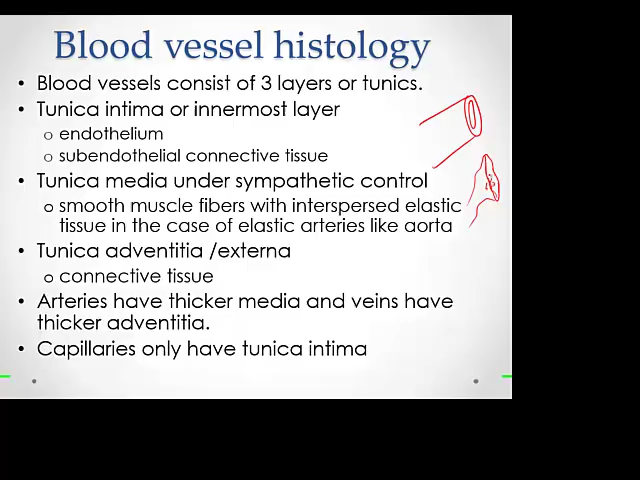 Blood vessel histology
• Blood vessels consist of 3 layers or tunics.
• Tunica intima or innermost layer
o endothelium
o subendothelial connective tissue
• Tunica media under sympathetic control
o smooth muscle fibers with interspersed elastic
tissue in the case of elastic arteries like aorta
• Tunica adventitia /externa
o connective tissue
• Arteries have thicker media and veins have
thicker adventitia.
• Capillaries only have tunica intima